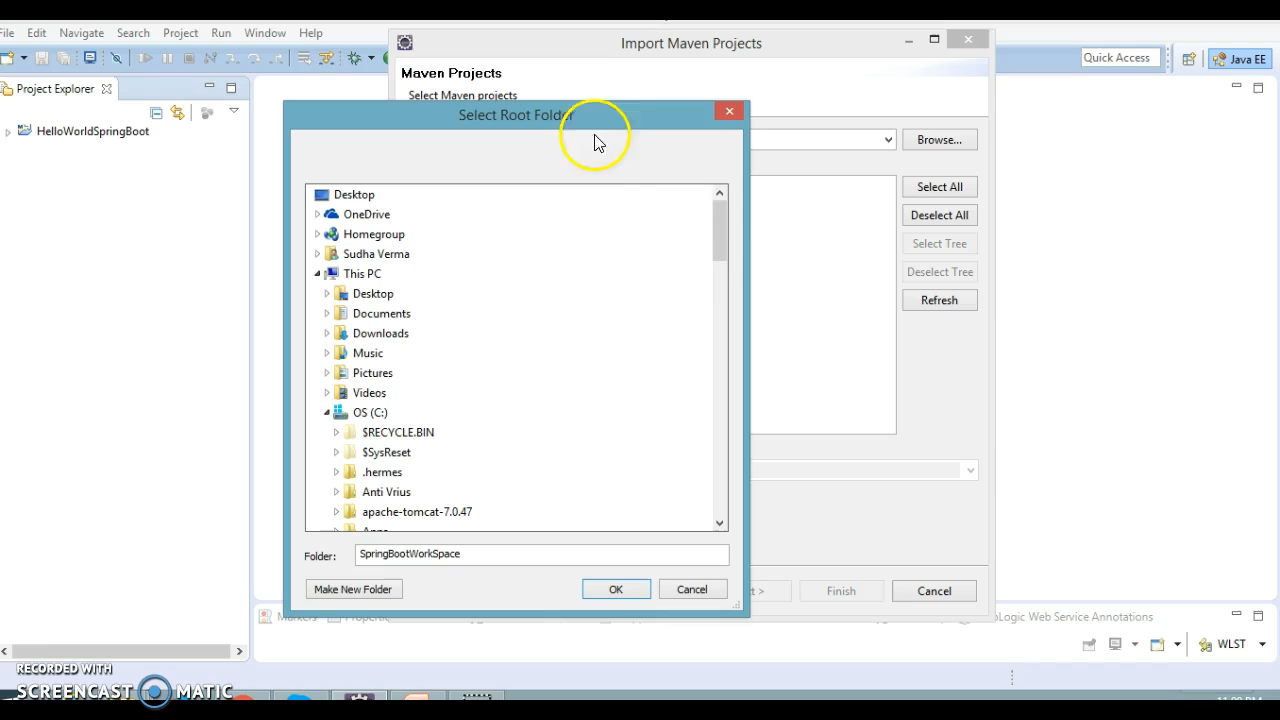 File Edit Navigate Search Project Run Window Help
Import Maven Projects
Quick Access
Java EE
Project Explorer
Maven Projects
Select Maven projects
Select Root Folder
HelloWorldSpringBoot
Browse...
Select All
Deselect All
Select Tree
Deselect Tree
Refresh
Desktop
OneDrive
Homegroup
Sudha Verma
This PC
Desktop
Documents
Downloads
Music
Pictures
Videos
OS (C:)
$RECYCLE.BIN
$SysReset
.hermes
Anti Vrius
apache-tomcat-7.0.47
Folder: SpringBootWorkSpace
Make New Folder OK Cancel
> Finish Cancel
Markers Properties
Logic Web Service Annotations
WLST
RECORDED WITH
SCREENCAST MATIC